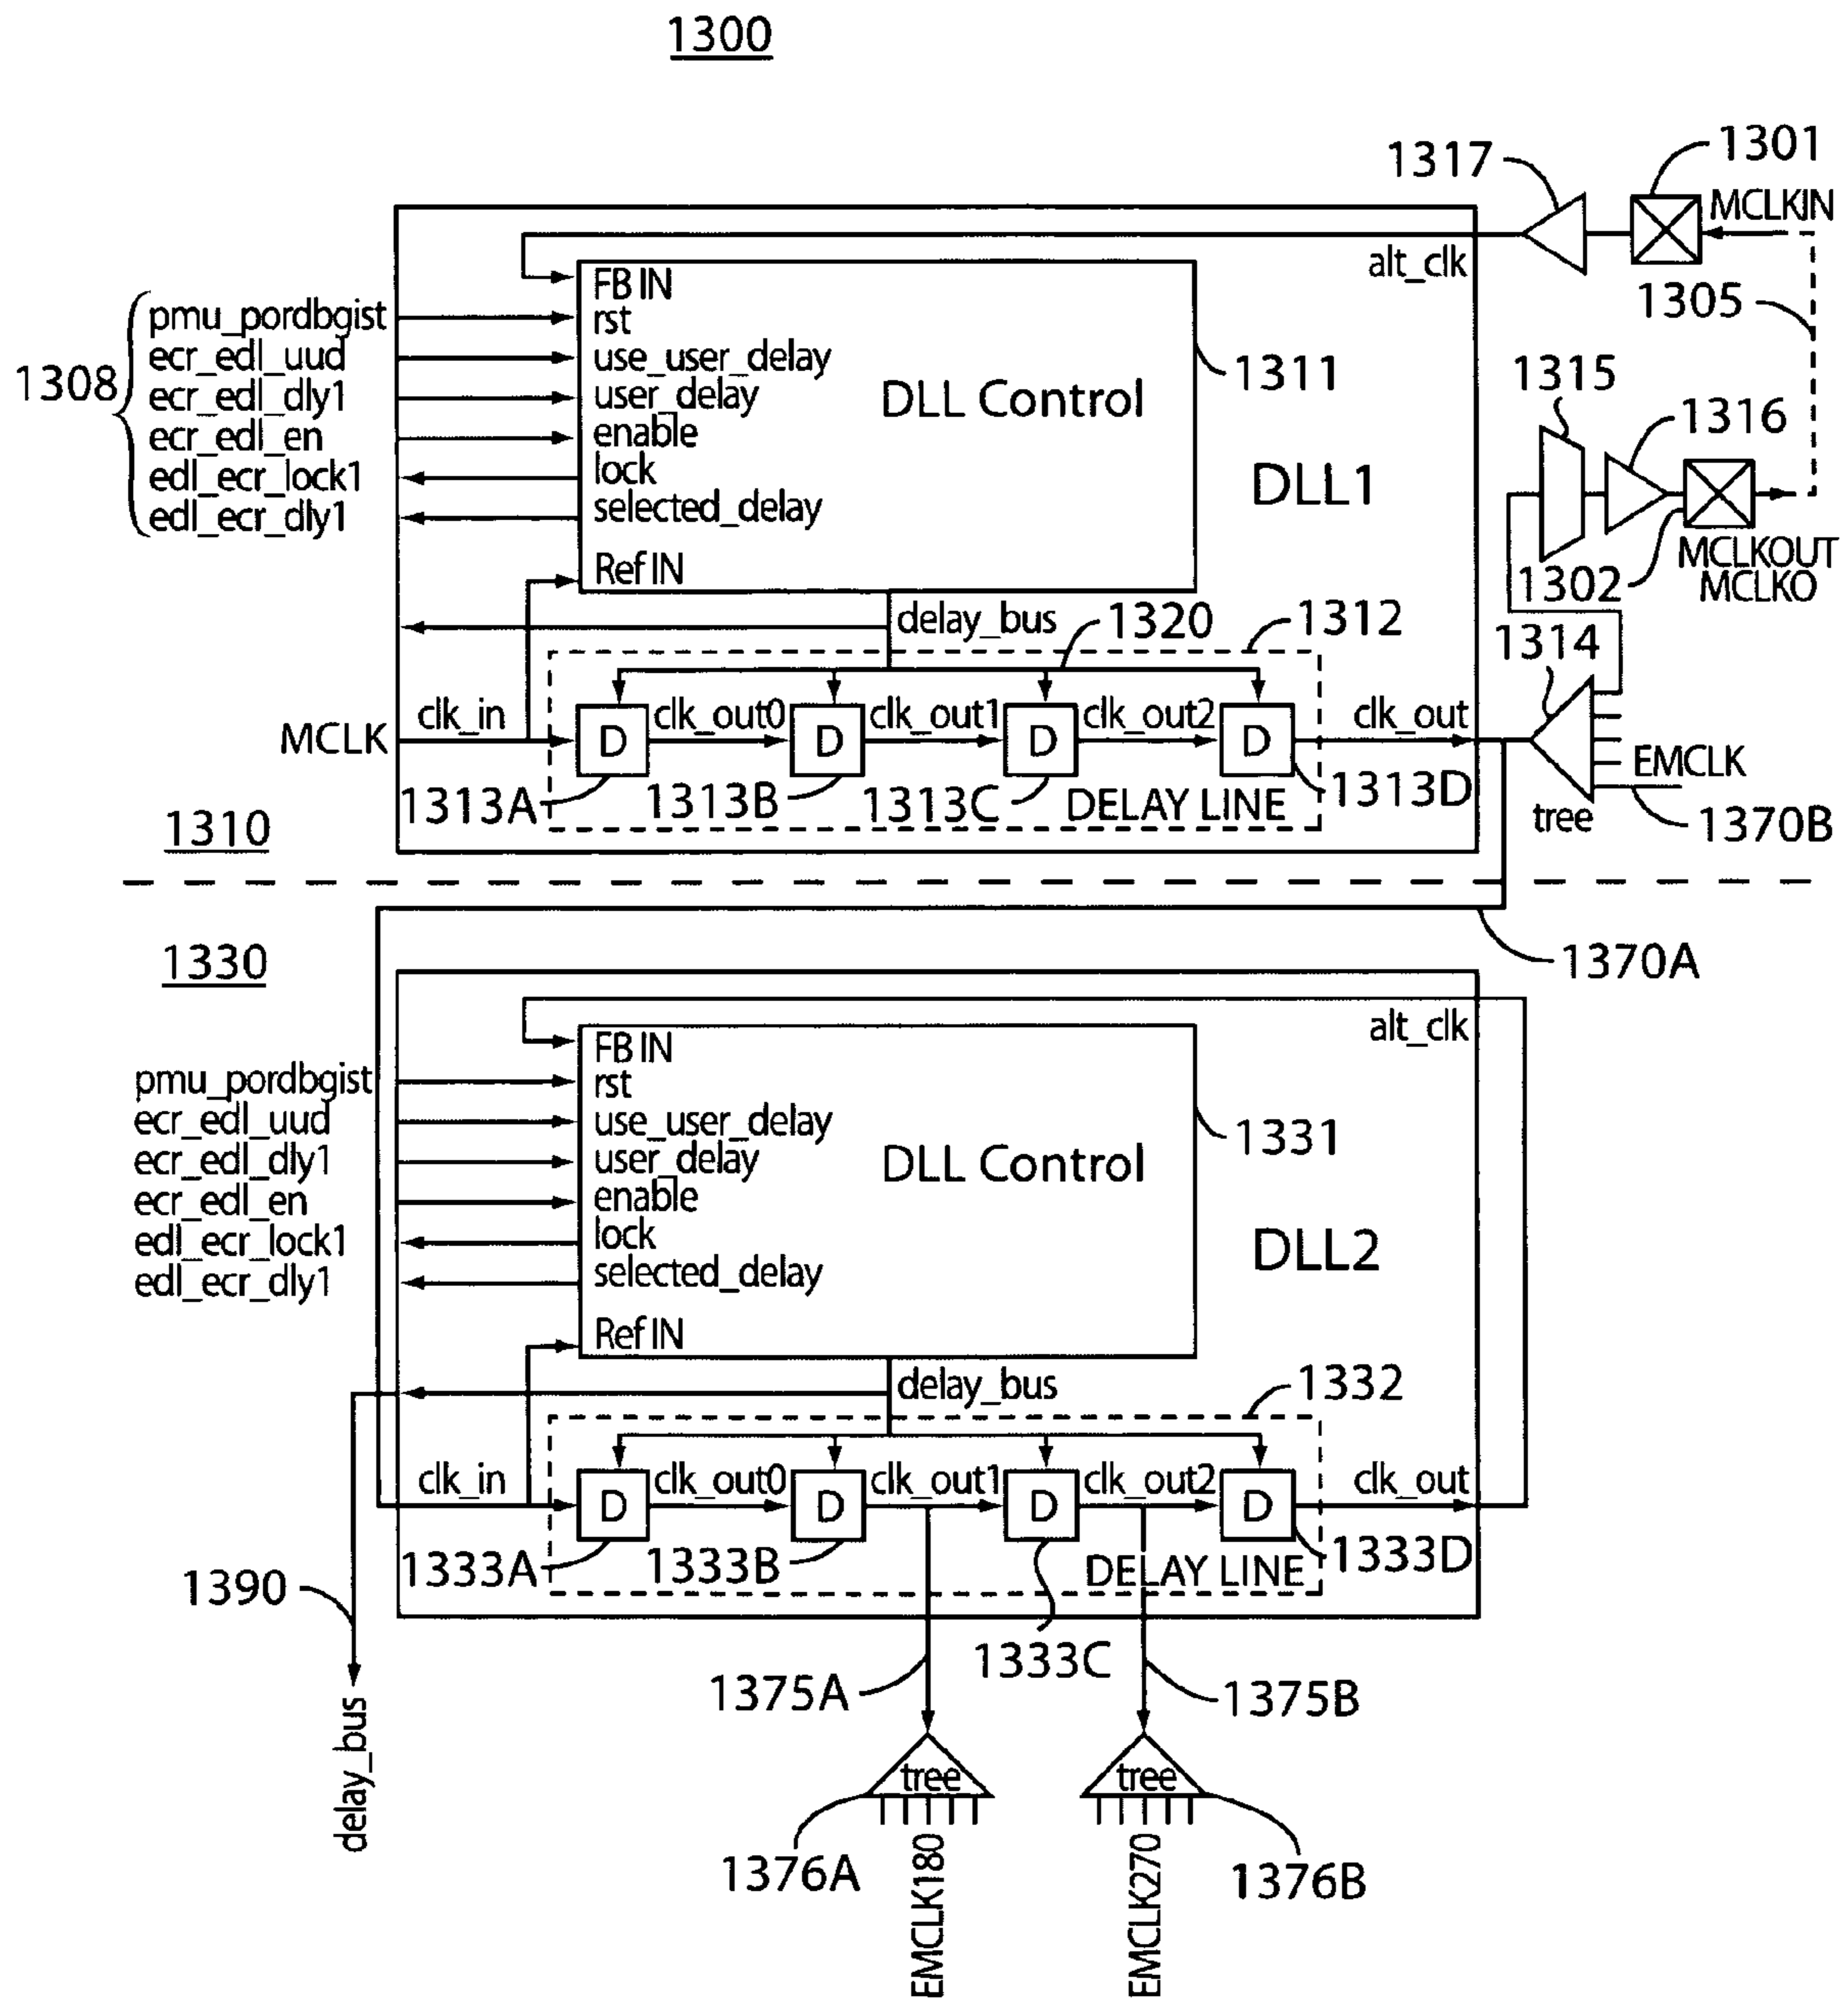 1300
1317
1301
MCLKIN
alt_clk
1305
FB IN
pmu_pordbgist
rst
ecr_edl_uud
use_user_delay
1308
ecr_edl_dly1
user_delay
ecr_edl_en
enable
edl_ecr_lock1
lock
edl_ecr_dly1
selected_delay
Ref IN
DLL Control
1311
DLL1
1315
1316
MCLKOUT
MCLKO
1302
1314
delay_bus
1320
1312
MCLK
clk_in
D
clk_out0
D
clk_out1
D
clk_out2
D
clk_out
EMCLK
1313A
1313B
1313C
DELAY LINE
1313D
tree
1370B
1310
1330
1370A
alt_clk
FB IN
pmu_pordbgist
rst
ecr_edl_uud
use_user_delay
ecr_edl_dly1
user_delay
ecr_edl_en
enable
edl_ecr_lock1
lock
edl_ecr_dly1
selected_delay
Ref IN
DLL Control
1331
DLL2
delay_bus
1332
clk_in
D
clk_out0
D
clk_out1
D
clk_out2
D
clk_out
1333A
1333B
DELAY LINE
1333D
1390
1333C
1375A
1375B
delay_bus
tree
tree
1376A
EMCLK180
EMCLK270
1376B